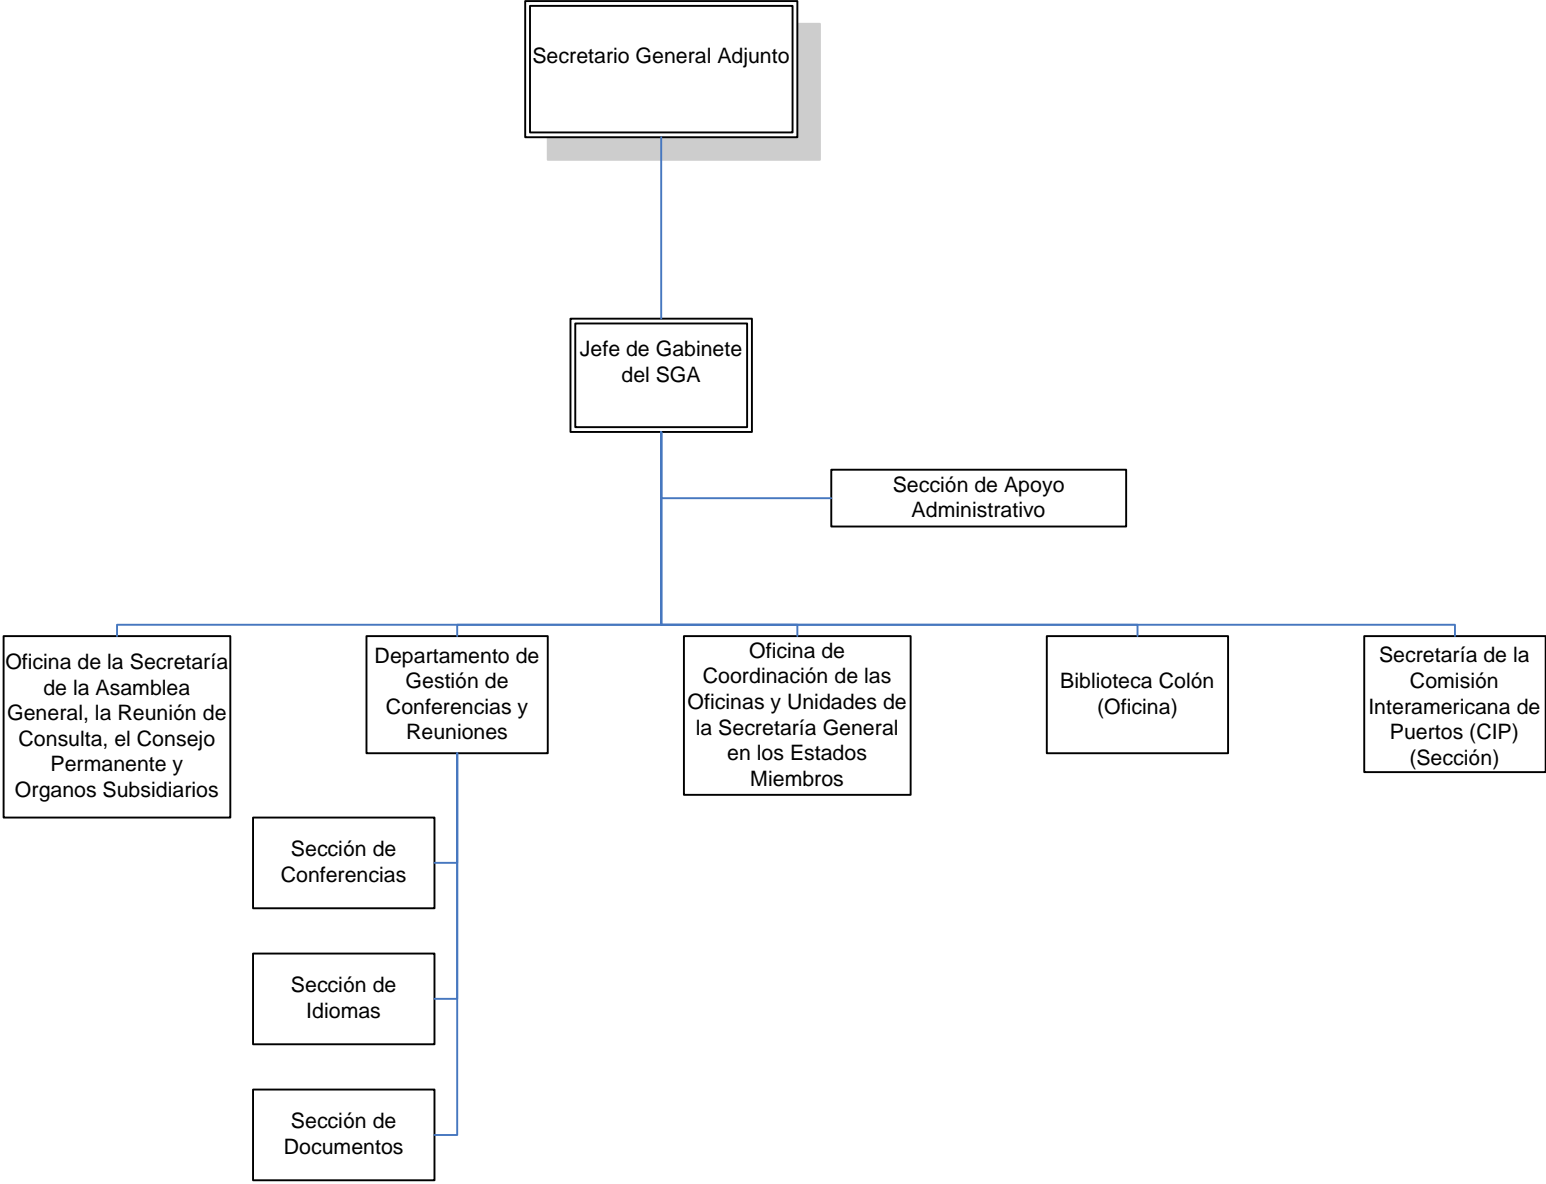 Secretario General Adjunto
Jefe de Gabinete
del SGA
Sección de Apoyo
Administrativo
Oficina de la Secretaría
de la Asamblea
General, la Reunión de
Consulta, el Consejo
Permanente y
Organos Subsidiarios
Departamento de
Gestión de
Conferencias y
Reuniones
Oficina de
Coordinación de las
Oficinas y Unidades de
la Secretaría General
en los Estados
Miembros
Biblioteca Colón
(Oficina)
Secretaría de la
Comisión
Interamericana de
Puertos (CIP)
(Sección)
Sección de
Conferencias
Sección de
Idiomas
Sección de
Documentos